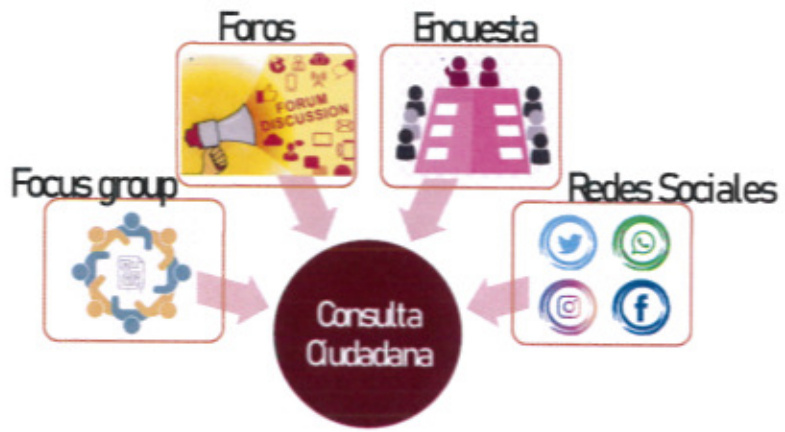 Foros
Encuesta
FORUM
DISCUSSION
Focus group
Redes Sociales
Consulta
Ciudadana